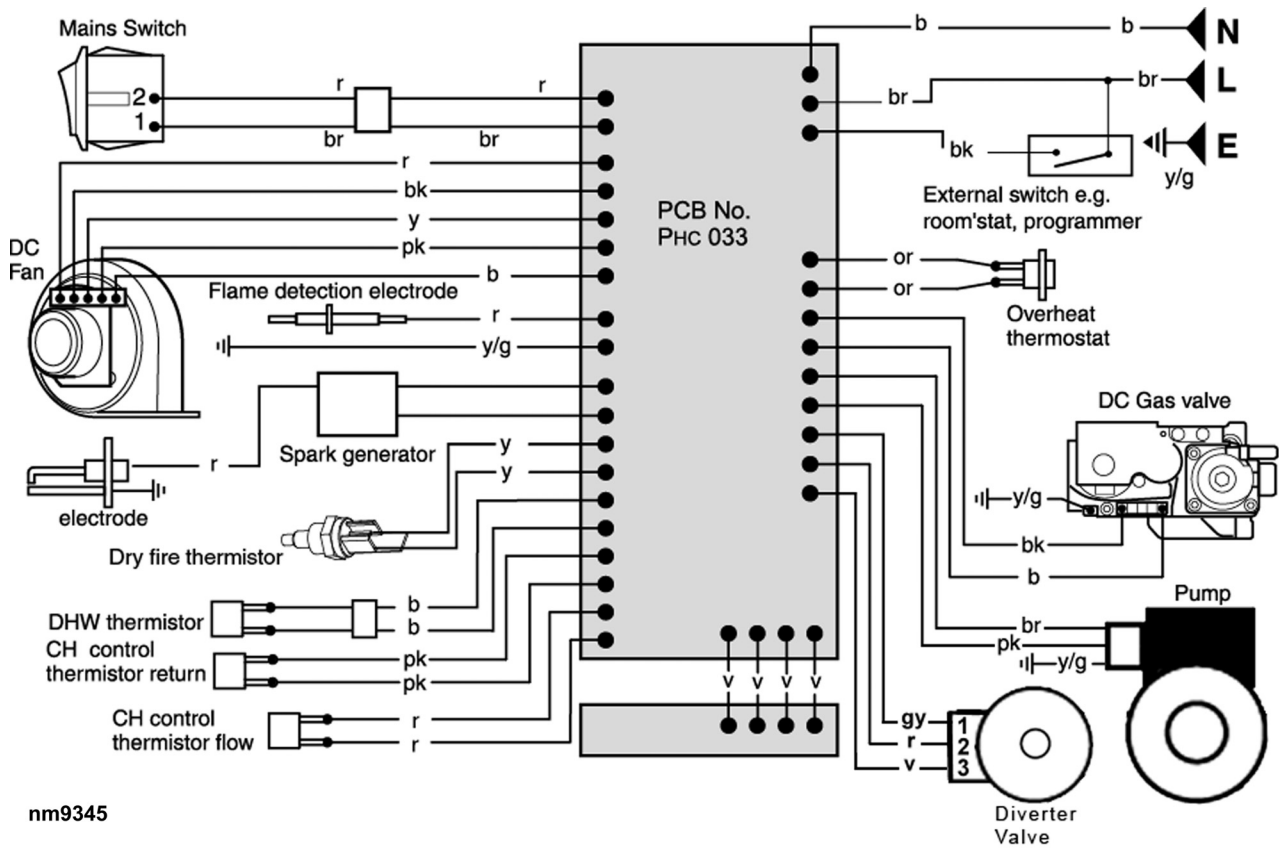 Mains Switch
2
1
r
r
br
br
r
bk
y
pk
b
DC
Fan
Flame detection electrode
r
y/g
Spark generator
r
electrode
y
y
Dry fire thermistor
DHW thermistor
b
b
CH control
thermistor return
pk
pk
CH control
thermistor flow
r
r
PCB No.
PHC 033
v
v
v
v
b
b
N
br
br
L
bk
E
y/g
External switch e.g.
room'stat, programmer
or
or
Overheat
thermostat
DC Gas valve
y/g
bk
b
Pump
br
pk
y/g
gy
r
v
1
2
3
Diverter
Valve
nm9345